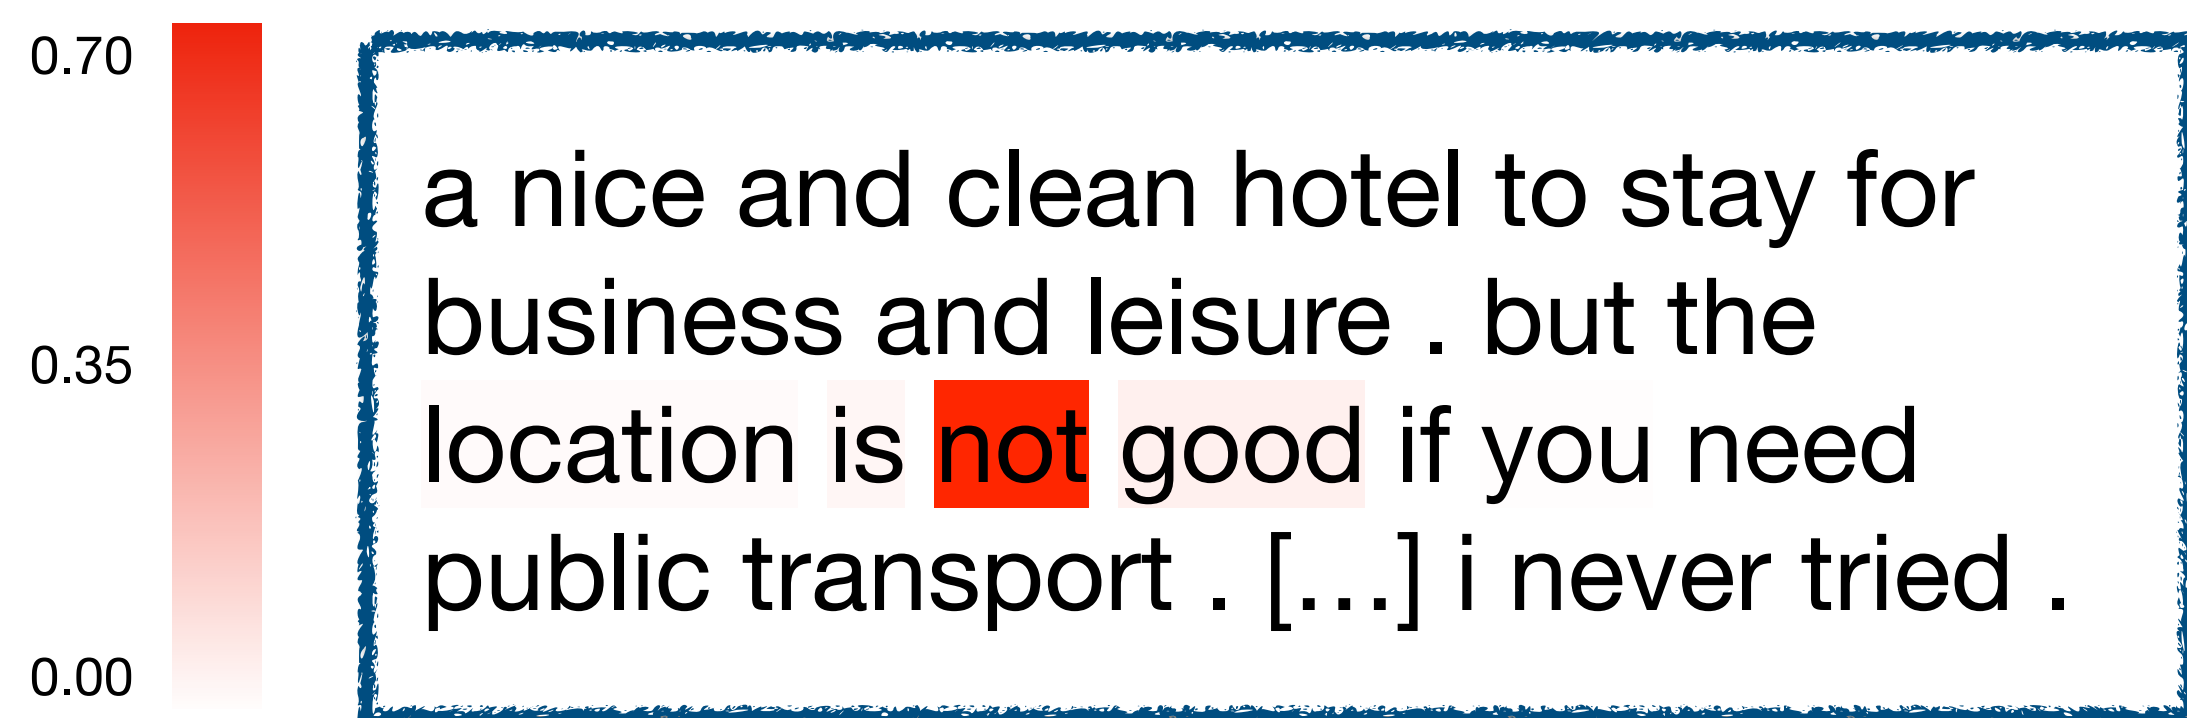 0.70
0.35
0.00
a nice and clean hotel to stay for
business and leisure . but the
location is not good if you need
public transport . [...] i never tried .